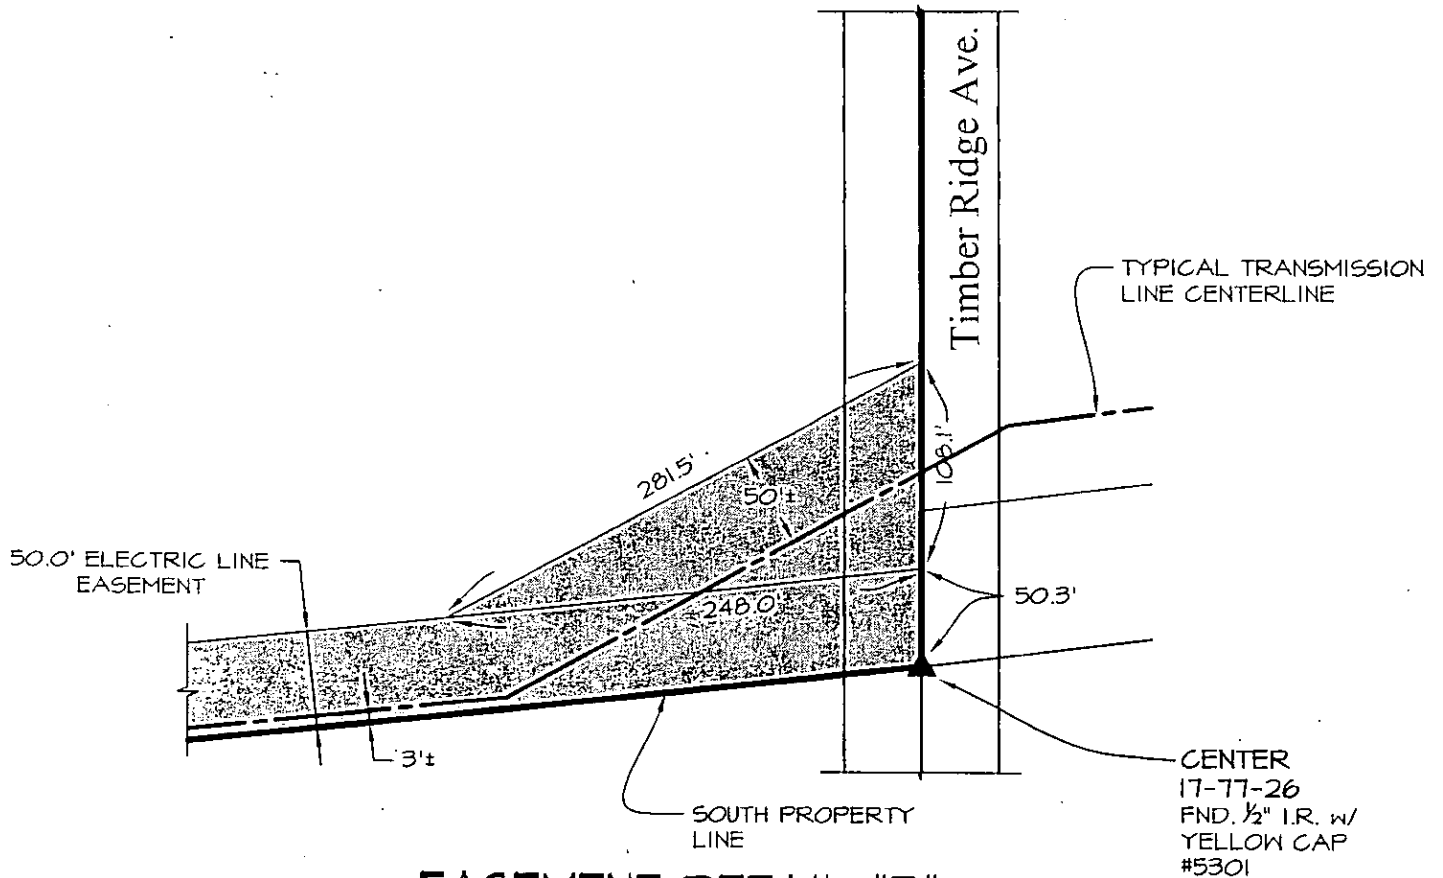 Timber Ridge Ave.
TYPICAL TRANSMISSION
LINE CENTERLINE
281.5'
108.1'
50'±
50.0' ELECTRIC LINE
EASEMENT
248.0'
50.3'
3'±
SOUTH PROPERTY
LINE
CENTER
17-77-26
FND. ½" I.R. w/
YELLOW CAP
#5301